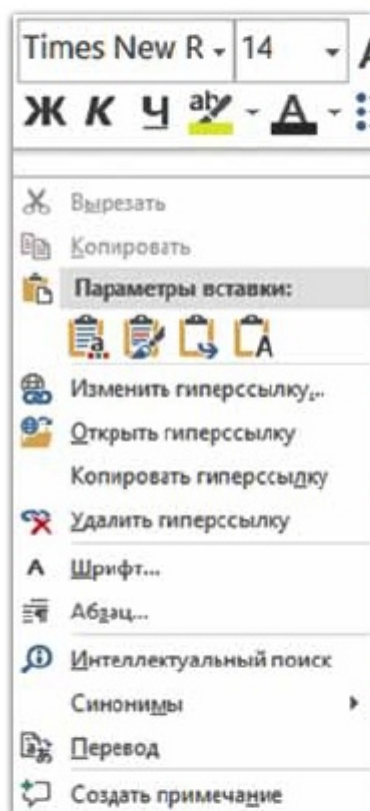 Times New R 14
Ж К Ч ab A
Вырезать
Копировать
Параметры вставки:
Изменить гиперссылку...
Открыть гиперссылку
Копировать гиперссылку
Удалить гиперссылку
Шрифт...
Абзац...
Интеллектуальный поиск
Синонимы
Перевод
Создать примечание